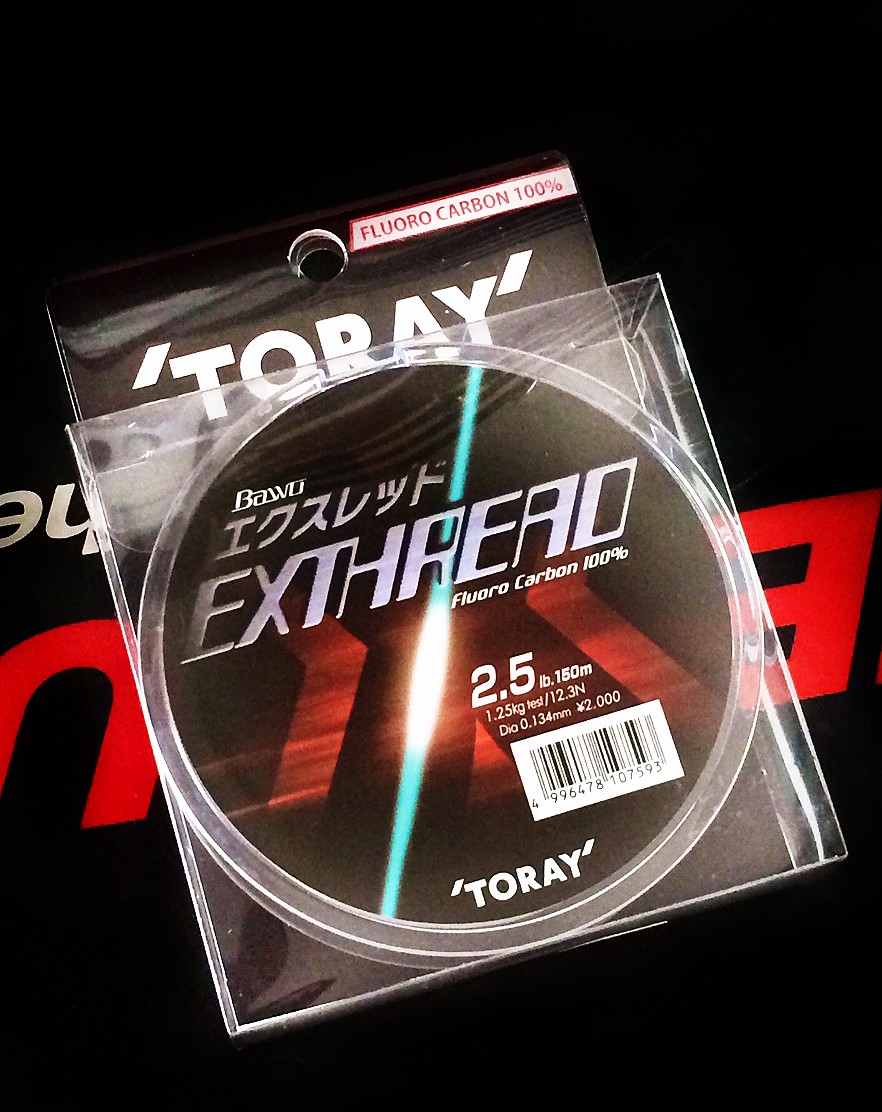 FLUORO CARBON 100%
'TORAY'
Bawo
エクスレッド
EXTHREAD
Fluoro Carbon 100%
2.5 lb.150m
1.25kg test/12.3N
Dia 0.134mm ¥2,000
4 996478 107593
'TORAY'